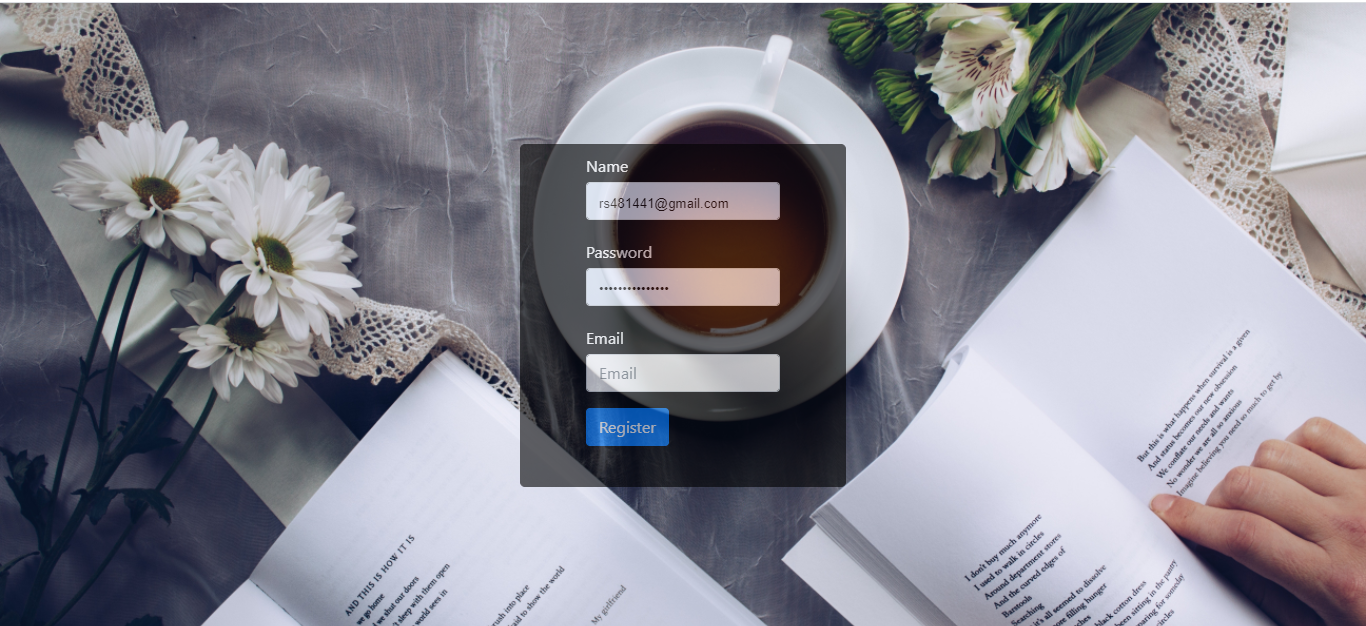 Name
rs481441@gmail.com
Password
•••••••••••••••
Email
Email
Register
But this is what happens when survival is a given
And status becomes our new obsession
We conflate our needs and wants
No wonder we are all so anxious
Imagine believing you need so much to get by
I don't buy much anymore
I used to walk in circles
Around department stores
And the curved edges of
Barstools
Searching
it's all seemed to dissolve
more filling hunger
black cotton dress
been sitting in the pantry
for someday
circles
AND THIS IS HOW IT IS
we go home
we shut our doors
sleep with them open
world sees in
rush into place
to show the world
My girlfriend